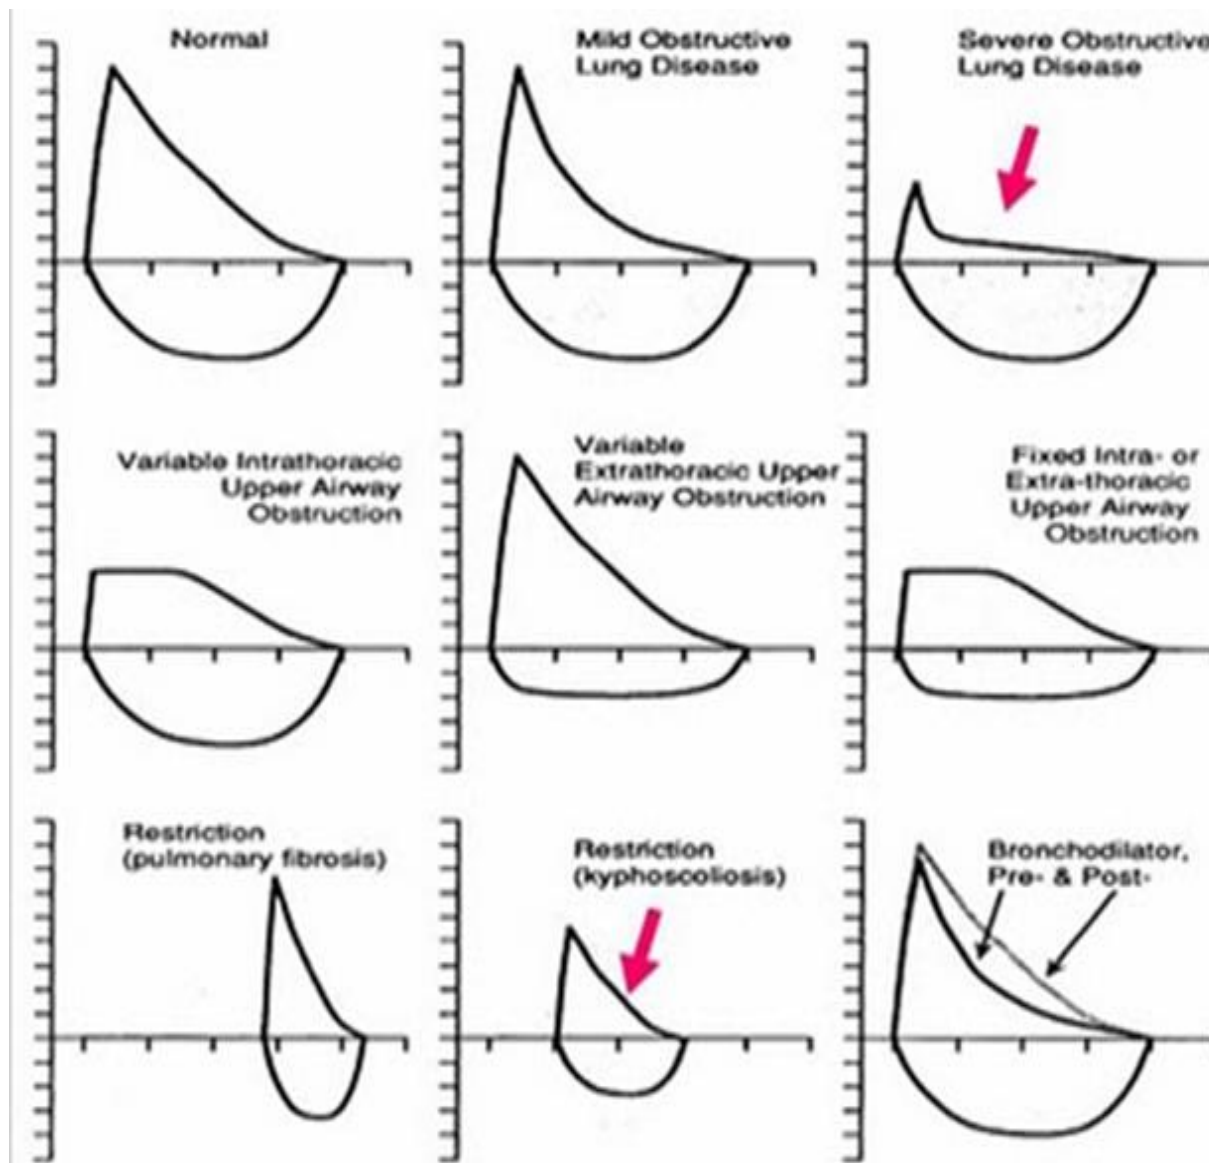 Normal
Mild Obstructive
Lung Disease
Severe Obstructive
Lung Disease
Variable Intrathoracic
Upper Airway
Obstruction
Variable
Extrathoracic Upper
Airway Obstruction
Fixed Intra- or
Extra-thoracic
Upper Airway
Obstruction
Restriction
(pulmonary fibrosis)
Restriction
(kyphoscoliosis)
Bronchodilator,
Pre- & Post-